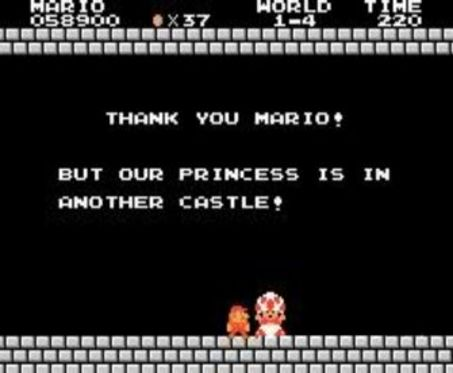 MARIO WORLD TIME
058900 ×37 1-4 220
THANK YOU MARIO!
BUT OUR PRINCESS IS IN
ANOTHER CASTLE!